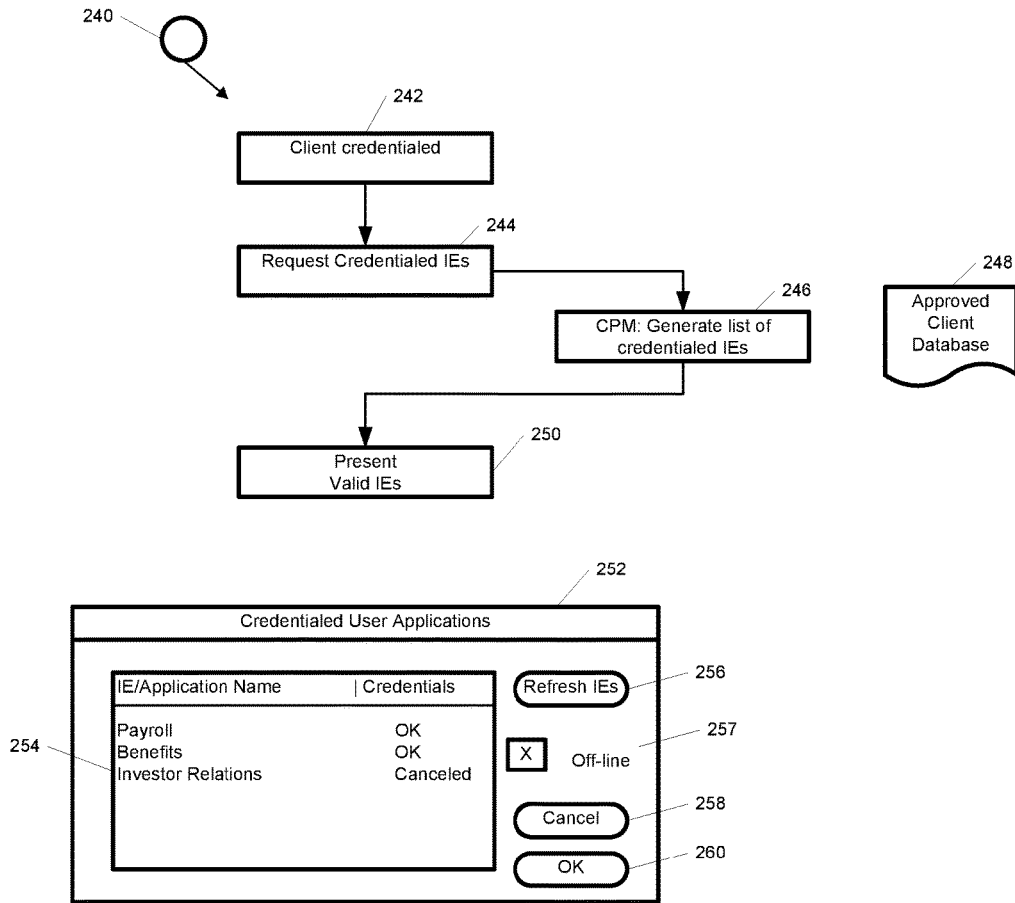 240
242
Client credentialed
244
Request Credentialed IEs
246
CPM: Generate list of
credentialed IEs
248
Approved
Client
Database
250
Present
Valid IEs
252
Credentialed User Applications
IE/Application Name | Credentials
Refresh IEs
256
Payroll OK
Benefits OK
Investor Relations Canceled
254
X Off-line
257
Cancel
258
OK
260